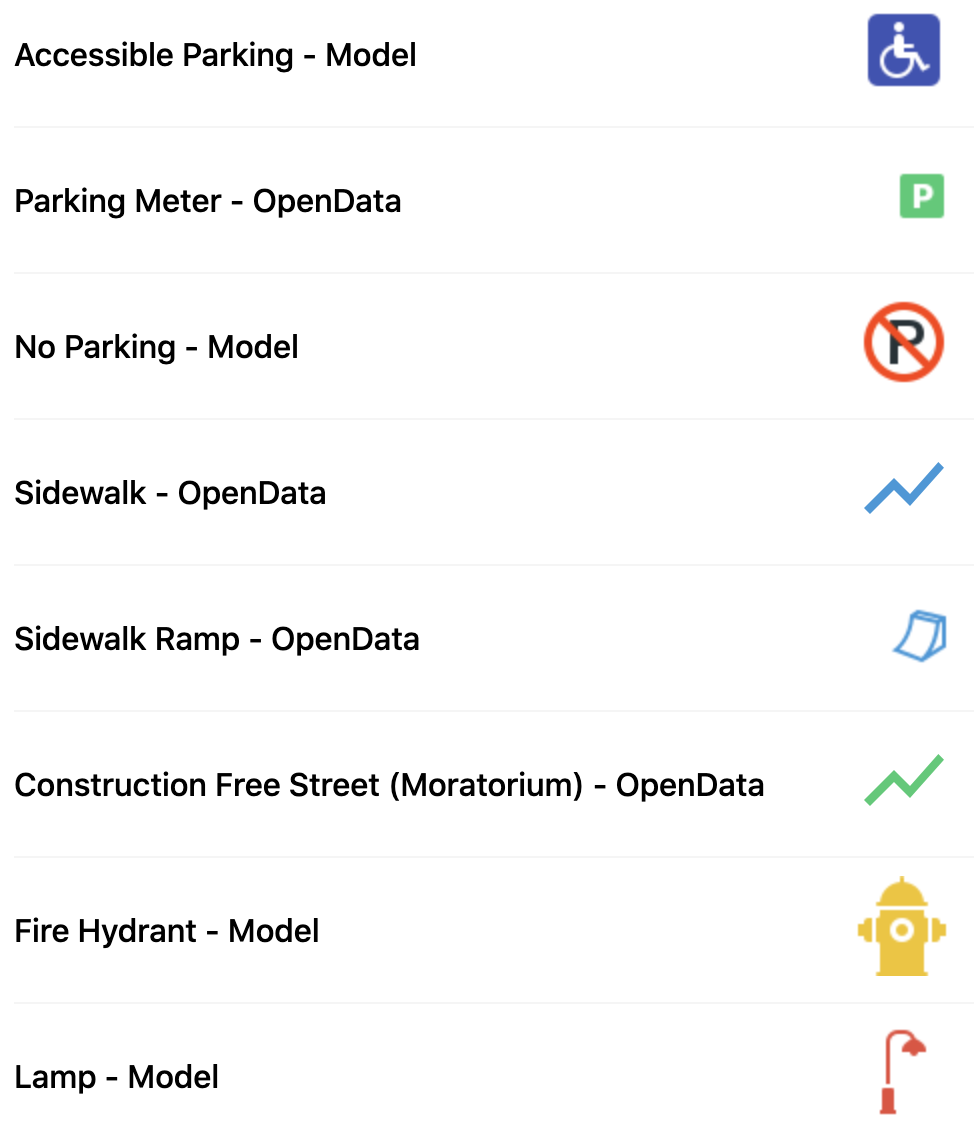 Accessible Parking - Model
Parking Meter - OpenData
P
No Parking - Model
P
Sidewalk - OpenData
Sidewalk Ramp - OpenData
Construction Free Street (Moratorium) - OpenData
Fire Hydrant - Model
Lamp - Model